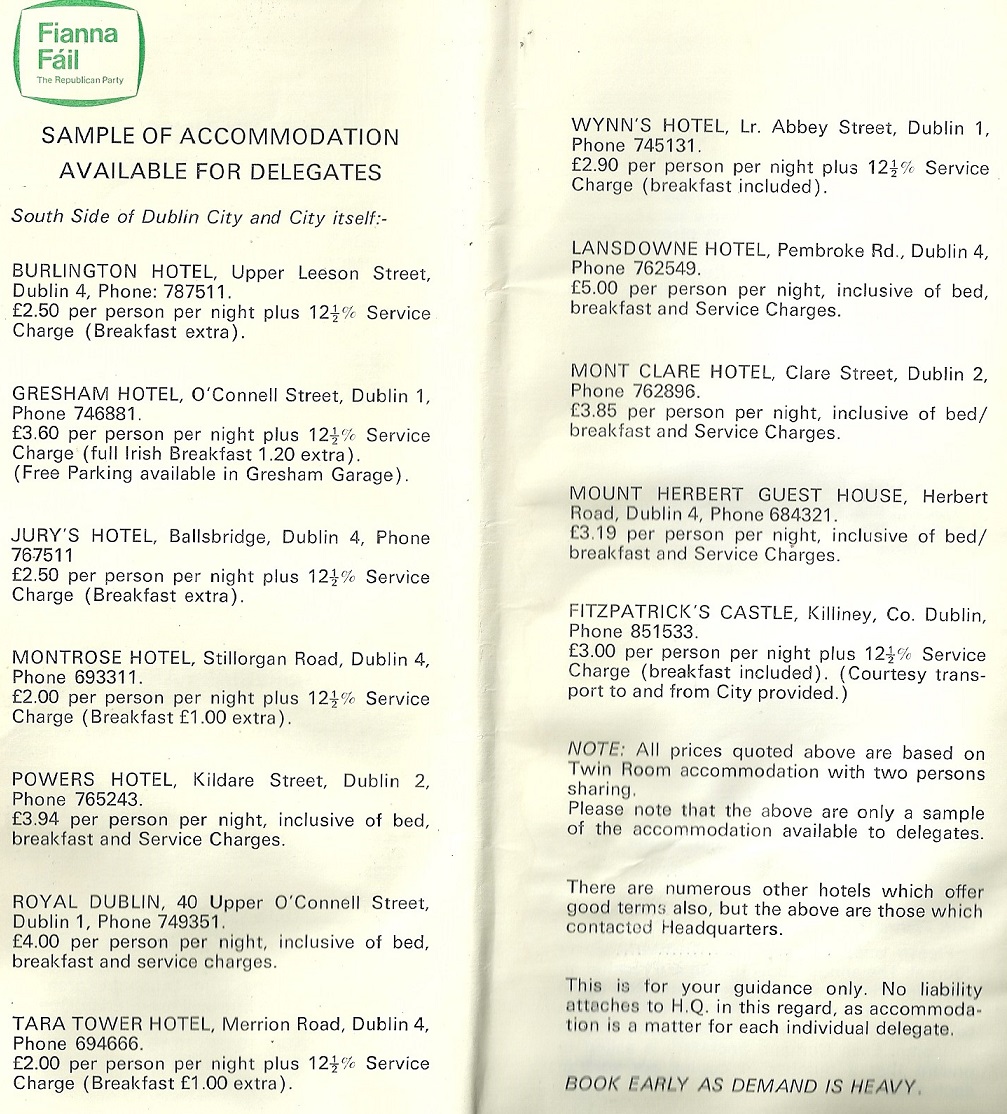 Fianna
Fáil
The Republican Party
SAMPLE OF ACCOMMODATION
AVAILABLE FOR DELEGATES
South Side of Dublin City and City itself:-
BURLINGTON HOTEL, Upper Leeson Street,
Dublin 4, Phone: 787511.
£2.50 per person per night plus 12½% Service
Charge (Breakfast extra).
GRESHAM HOTEL, O'Connell Street, Dublin 1,
Phone 746881.
£3.60 per person per night plus 12½% Service
Charge (full Irish Breakfast 1.20 extra).
(Free Parking available in Gresham Garage).
JURY'S HOTEL, Ballsbridge, Dublin 4, Phone
767511
£2.50 per person per night plus 12½% Service
Charge (Breakfast extra).
MONTROSE HOTEL, Stillorgan Road, Dublin 4,
Phone 693311.
£2.00 per person per night plus 12½% Service
Charge (Breakfast £1.00 extra).
POWERS HOTEL, Kildare Street, Dublin 2,
Phone 765243.
£3.94 per person per night, inclusive of bed,
breakfast and Service Charges.
ROYAL DUBLIN, 40 Upper O'Connell Street,
Dublin 1, Phone 749351.
£4.00 per person per night, inclusive of bed,
breakfast and service charges.
TARA TOWER HOTEL, Merrion Road, Dublin 4,
Phone 694666.
£2.00 per person per night plus 12½% Service
Charge (Breakfast £1.00 extra).
WYNN'S HOTEL, Lr. Abbey Street, Dublin 1,
Phone 745131.
£2.90 per person per night plus 12½% Service
Charge (breakfast included).
LANSDOWNE HOTEL, Pembroke Rd., Dublin 4,
Phone 762549.
£5.00 per person per night, inclusive of bed,
breakfast and Service Charges.
MONT CLARE HOTEL, Clare Street, Dublin 2,
Phone 762896.
£3.85 per person per night, inclusive of bed/
breakfast and Service Charges.
MOUNT HERBERT GUEST HOUSE, Herbert
Road, Dublin 4, Phone 684321.
£3.19 per person per night, inclusive of bed/
breakfast and Service Charges.
FITZPATRICK'S CASTLE, Killiney, Co. Dublin,
Phone 851533.
£3.00 per person per night plus 12½% Service
Charge (breakfast included). (Courtesy trans-
port to and from City provided.)
NOTE: All prices quoted above are based on
Twin Room accommodation with two persons
sharing.
Please note that the above are only a sample
of the accommodation available to delegates.
There are numerous other hotels which offer
good terms also, but the above are those which
contacted Headquarters.
This is for your guidance only. No liability
attaches to H.Q. in this regard, as accommoda-
tion is a matter for each individual delegate.
BOOK EARLY AS DEMAND IS HEAVY.